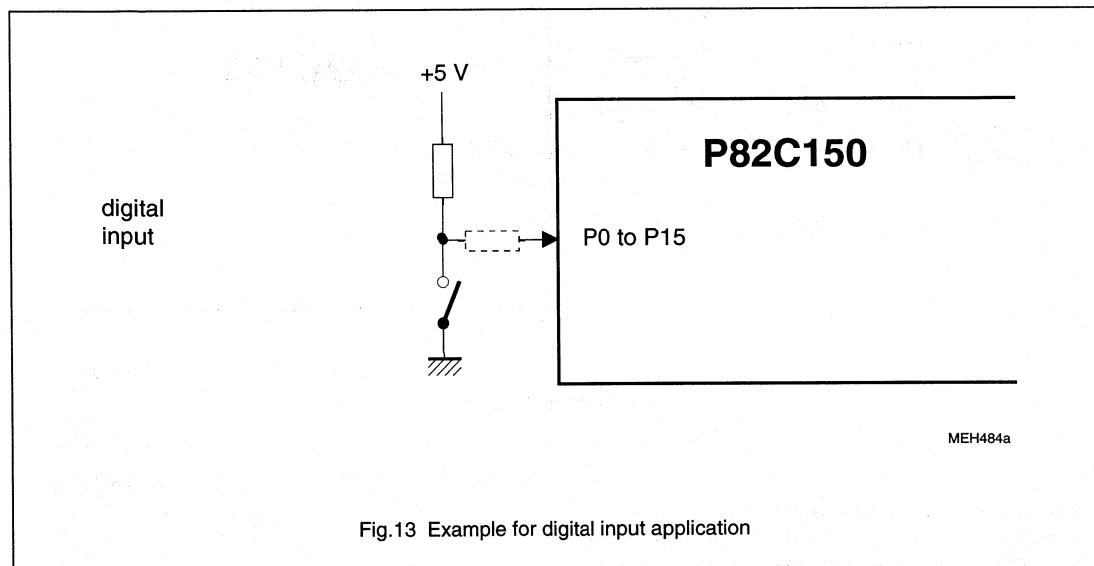 +5 V
P82C150
digital
input
P0 to P15
MEH484a
Fig.13 Example for digital input application